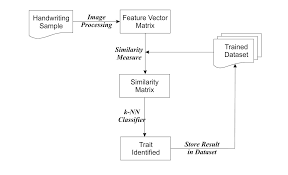 Handwriting
Sample
Image
Processing
Feature Vector
Matrix
Similarity
Measure
Trained
Dataset
Similarity
Matrix
k-NN
Classifier
Trait
Identified
Store Result
in Dataset